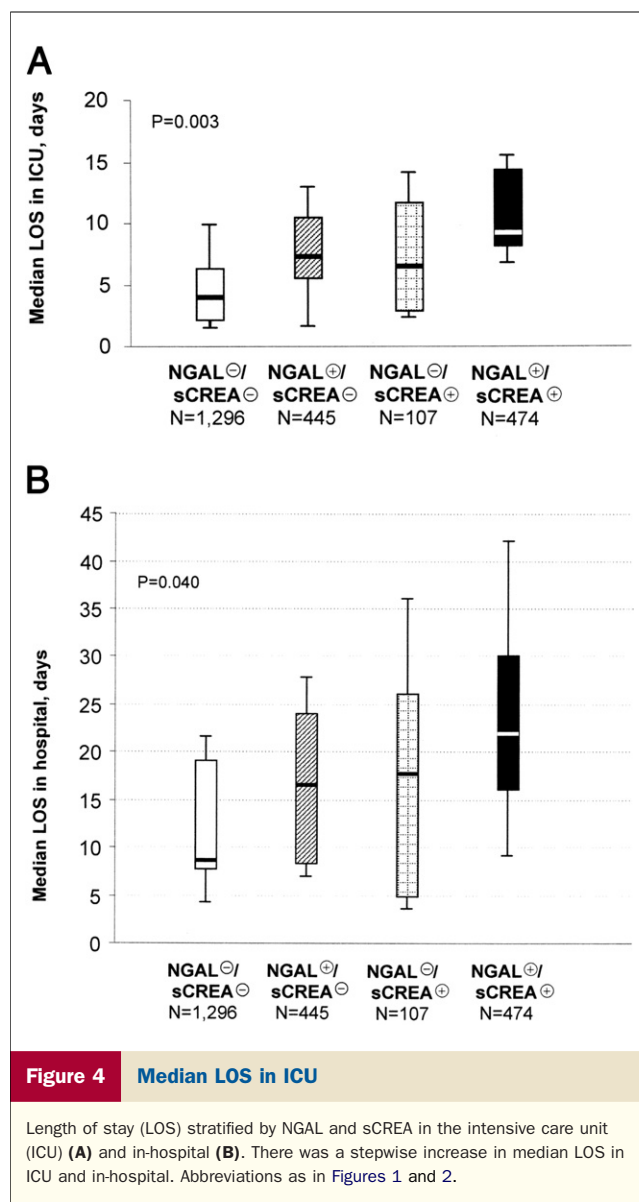 A
Median LOS in ICU, days
20
15
10
5
0
P=0.003
NGAL⊖/ NGAL⊕/ NGAL⊖/ NGAL⊕/
sCREA⊖ sCREA⊖ sCREA⊕ sCREA⊕
N=1,296 N=445 N=107 N=474
B
Median LOS in hospital, days
45
40
35
30
25
20
15
10
5
0
P=0.040
NGAL⊖/ NGAL⊕/ NGAL⊖/ NGAL⊕/
sCREA⊖ sCREA⊖ sCREA⊕ sCREA⊕
N=1,296 N=445 N=107 N=474
Figure 4 Median LOS in ICU
Length of stay (LOS) stratified by NGAL and sCREA in the intensive care unit
(ICU) (A) and in-hospital (B). There was a stepwise increase in median LOS in
ICU and in-hospital. Abbreviations as in Figures 1 and 2.